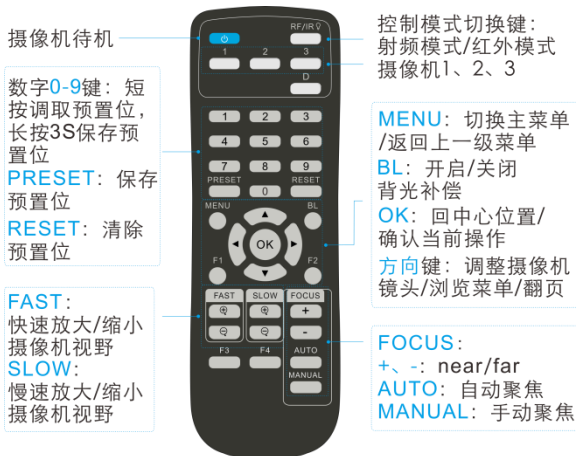 摄像机待机
数字0-9键：短
按调取预置位，
长按3S保存预
置位
PRESET：保存
预置位
RESET：清除
预置位
FAST：
快速放大/缩小
摄像机视野
SLOW：
慢速放大/缩小
摄像机视野
RF/IR
1 2 3
D
1 2 3
4 5 6
7 8 9
PRESET 0 RESET
MENU BL
OK
F1 F2
FAST SLOW FOCUS
+
-
F3 F4 AUTO
MANUAL
控制模式切换键：
射频模式/红外模式
摄像机1、2、3
MENU：切换主菜单
/返回上一级菜单
BL：开启/关闭
背光补偿
OK：回中心位置/
确认当前操作
方向键：调整摄像机
镜头/浏览菜单/翻页
FOCUS：
+、-：near/far
AUTO：自动聚焦
MANUAL：手动聚焦